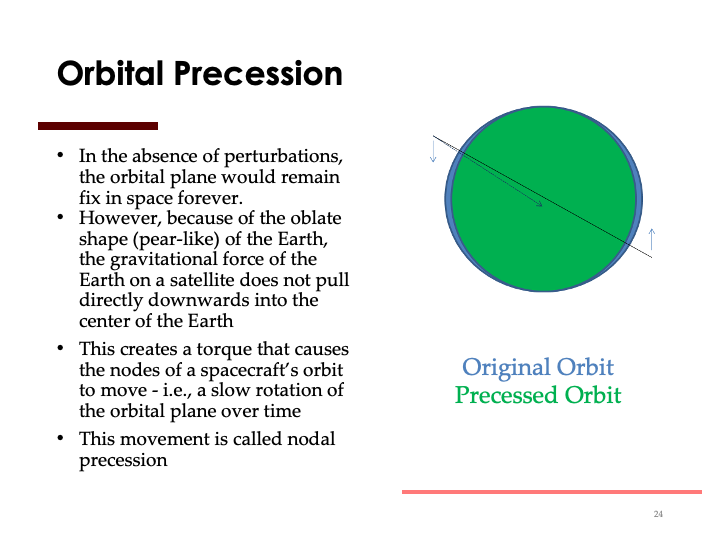 Orbital Precession
• In the absence of perturbations,
the orbital plane would remain
fix in space forever.
• However, because of the oblate
shape (pear-like) of the Earth,
the gravitational force of the
Earth on a satellite does not pull
directly downwards into the
center of the Earth
• This creates a torque that causes
the nodes of a spacecraft's orbit
to move - i.e., a slow rotation of
the orbital plane over time
• This movement is called nodal
precession
Original Orbit
Precessed Orbit
24